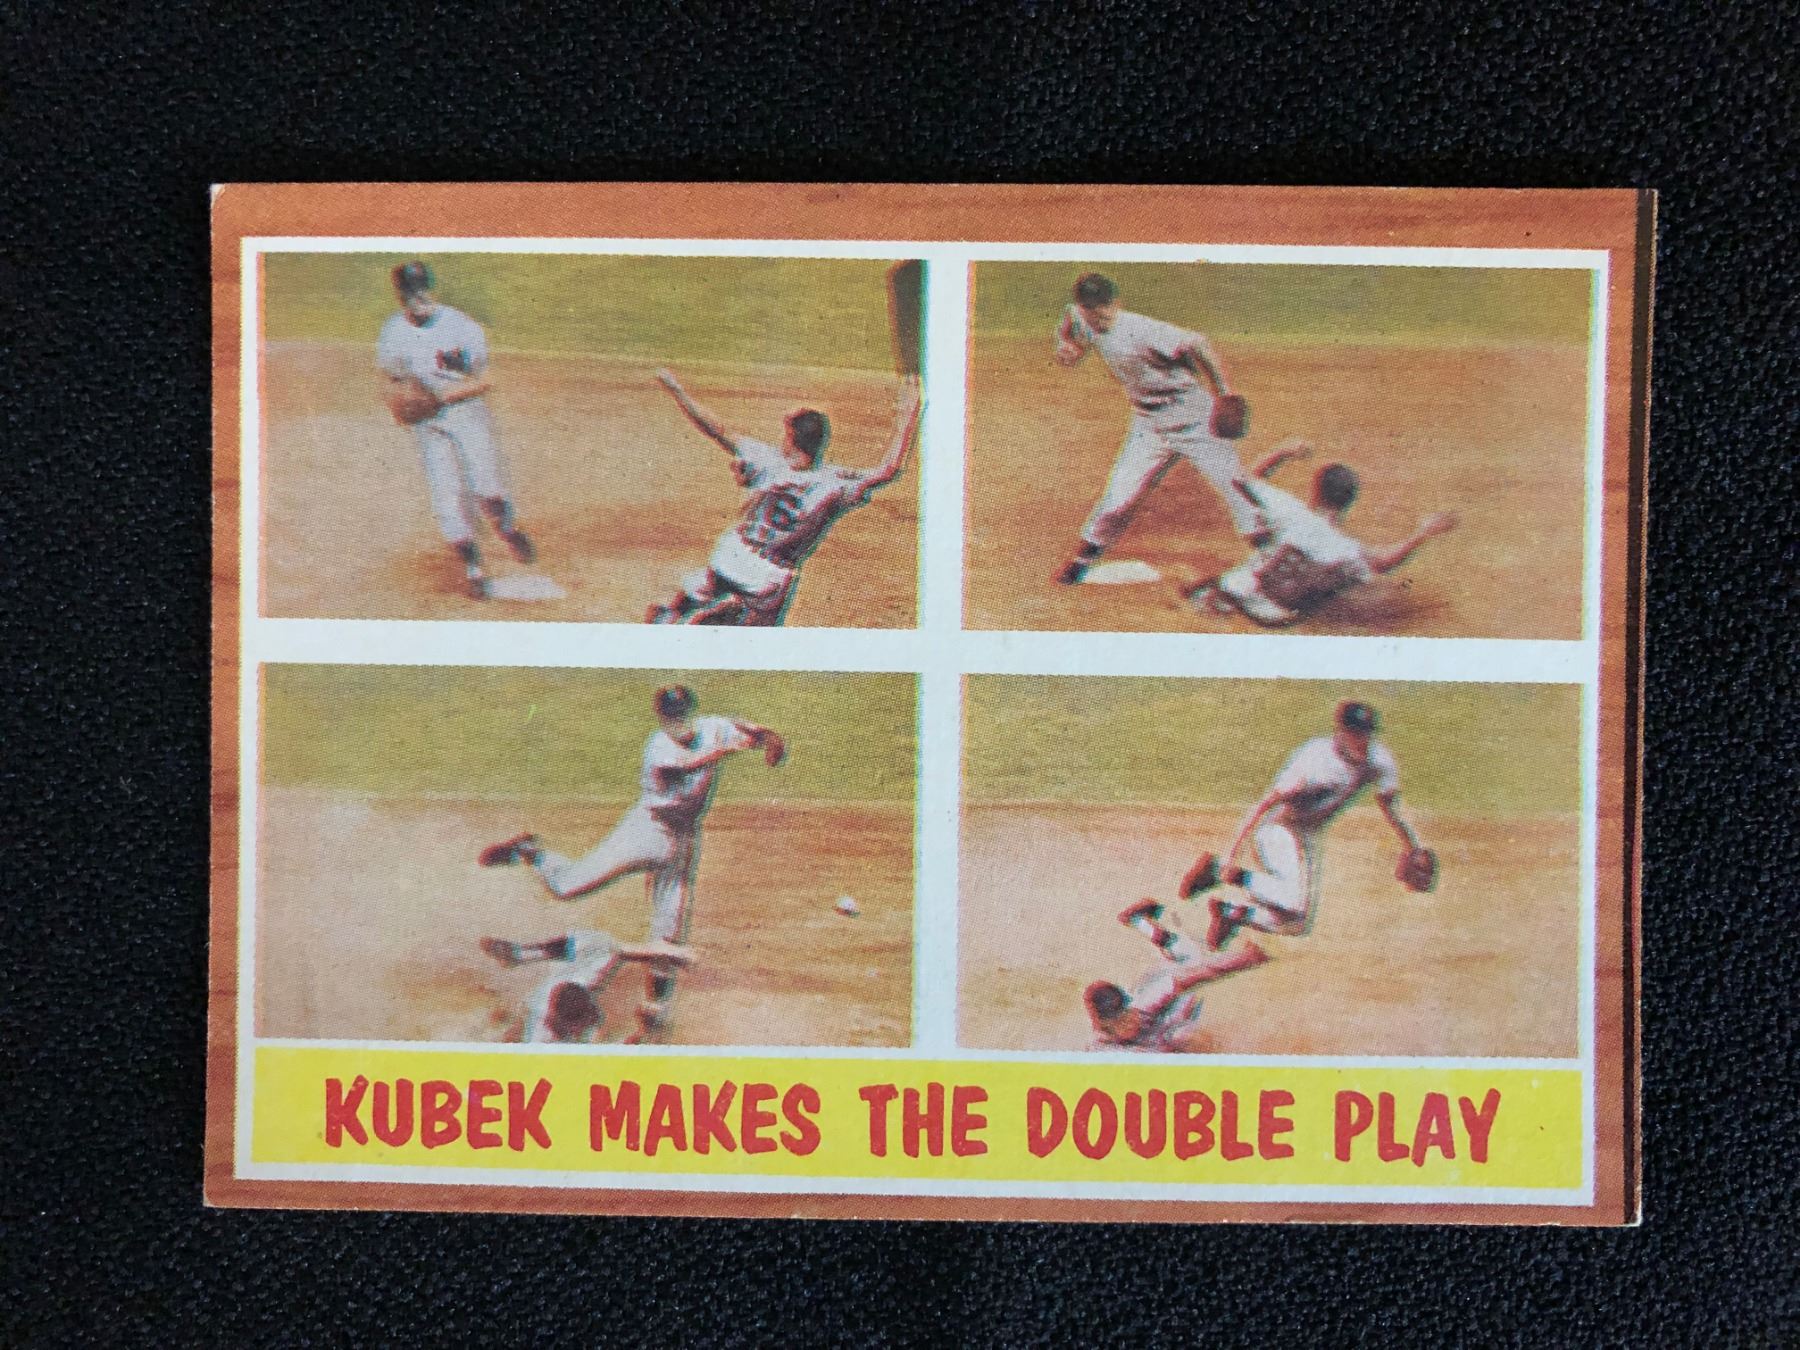 KUBEK MAKES THE DOUBLE PLAY